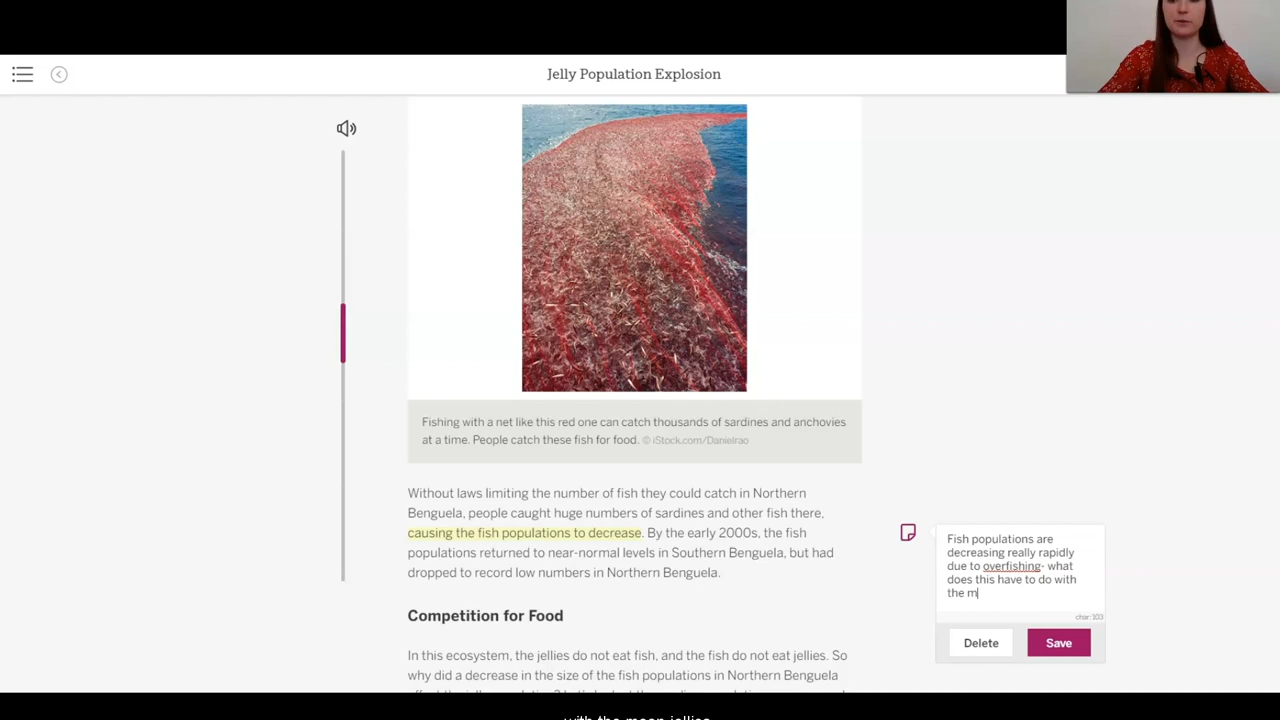 Jelly Population Explosion
Fishing with a net like this red one can catch thousands of sardines and anchovies
at a time. People catch these fish for food. © iStock.com/Danielrao
Without laws limiting the number of fish they could catch in Northern
Benguela, people caught huge numbers of sardines and other fish there,
causing the fish populations to decrease. By the early 2000s, the fish
populations returned to near-normal levels in Southern Benguela, but had
dropped to record low numbers in Northern Benguela.
Fish populations are
decreasing really rapidly
due to overfishing- what
does this have to do with
the m
char: 103
Delete
Save
Competition for Food
In this ecosystem, the jellies do not eat fish, and the fish do not eat jellies. So
why did a decrease in the size of the fish populations in Northern Benguela
with the moon jellies